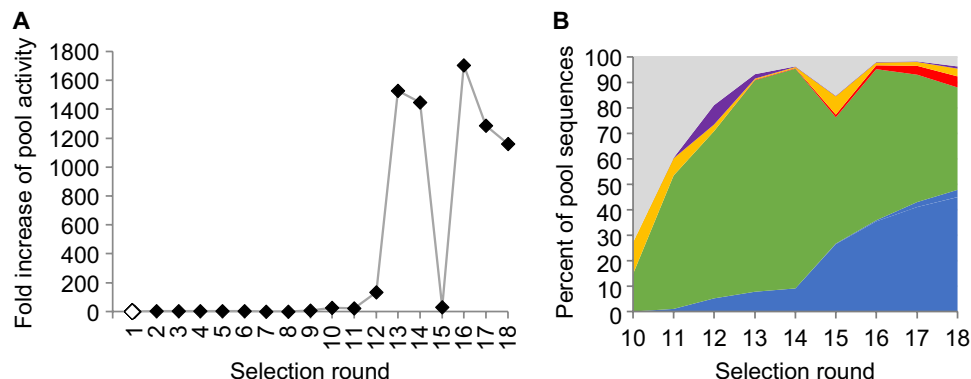 A
Fold increase of pool activity
1800
1600
1400
1200
1000
800
600
400
200
0
1 2 3 4 5 6 7 8 9 10 11 12 13 14 15 16 17 18
Selection round
B
Percent of pool sequences
100
90
80
70
60
50
40
30
20
10
0
10 11 12 13 14 15 16 17 18
Selection round